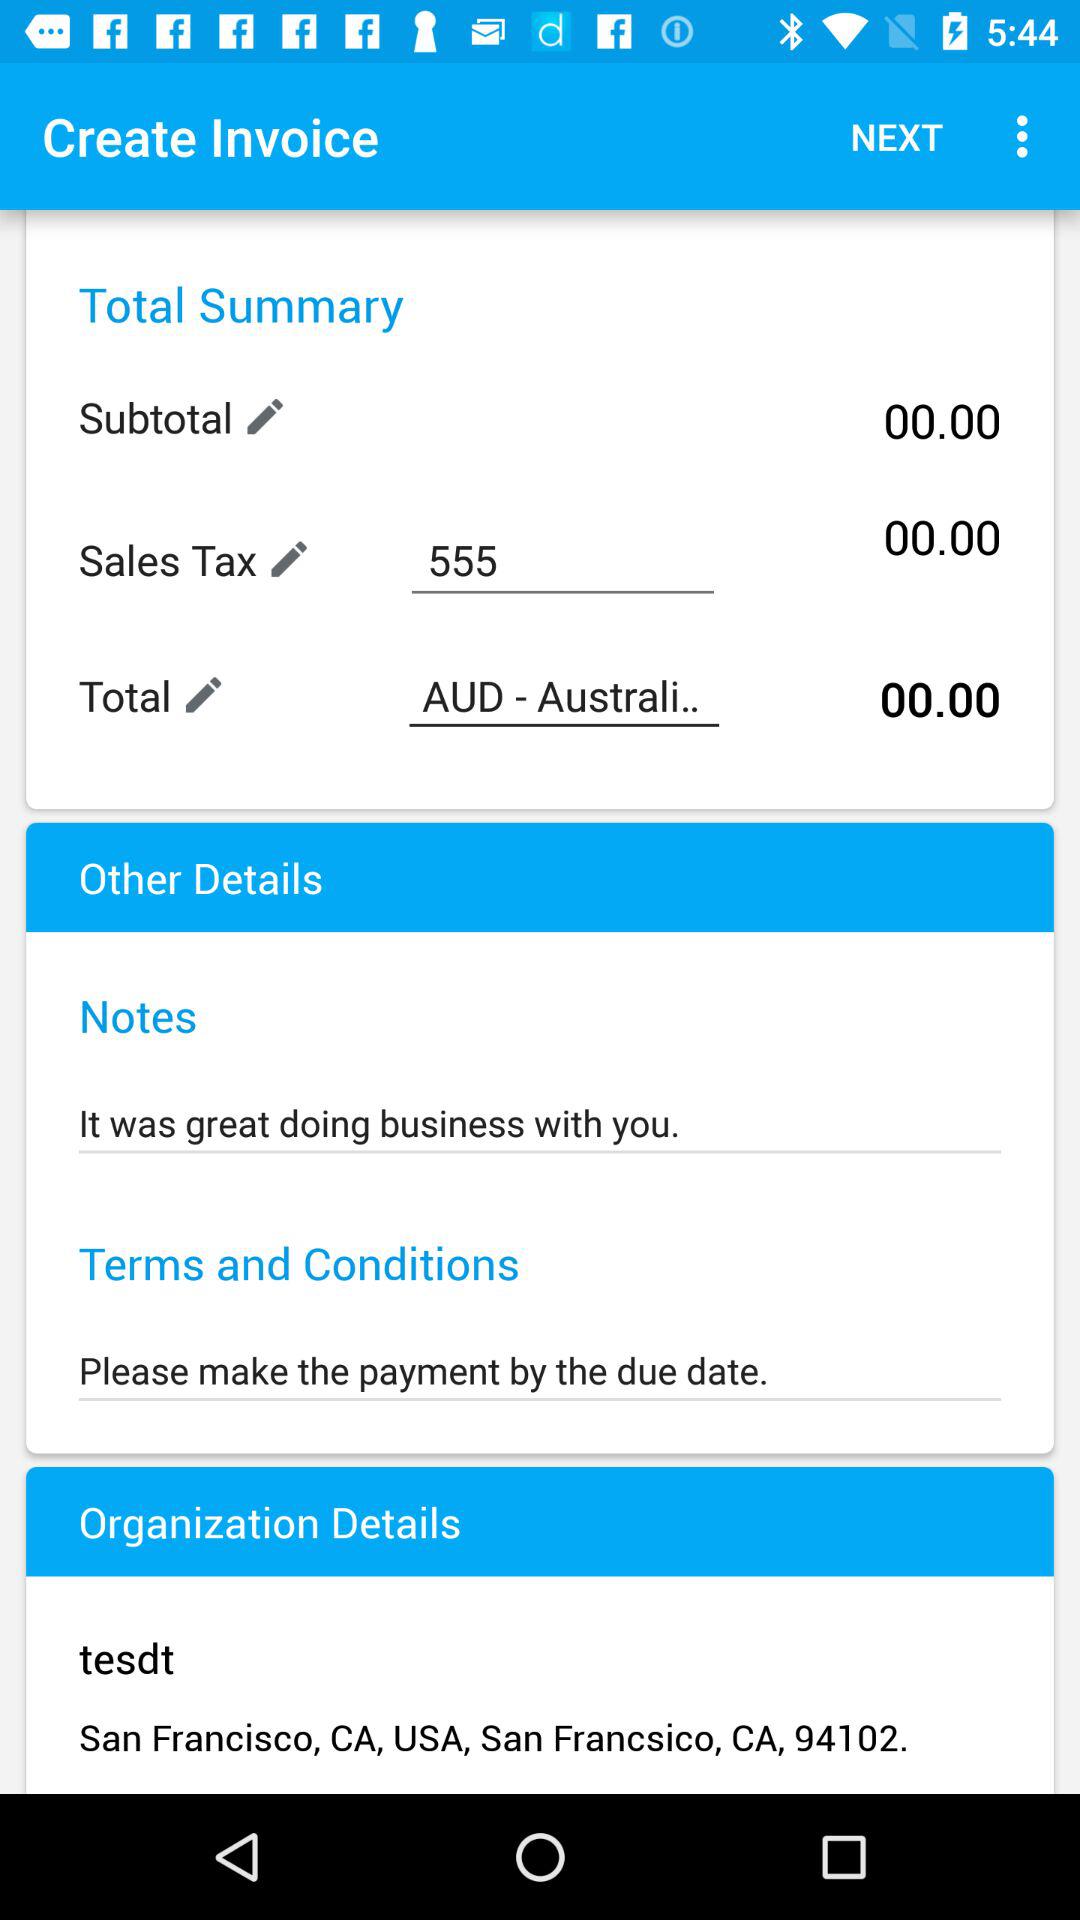 5:44
Create Invoice NEXT
Total Summary
Subtotal 00.00
Sales Tax 555 00.00
Total AUD - Australi.. 00.00
Other Details
Notes
It was great doing business with you.
Terms and Conditions
Please make the payment by the due date.
Organization Details
tesdt
San Francisco, CA, USA, San Francsico, CA, 94102.